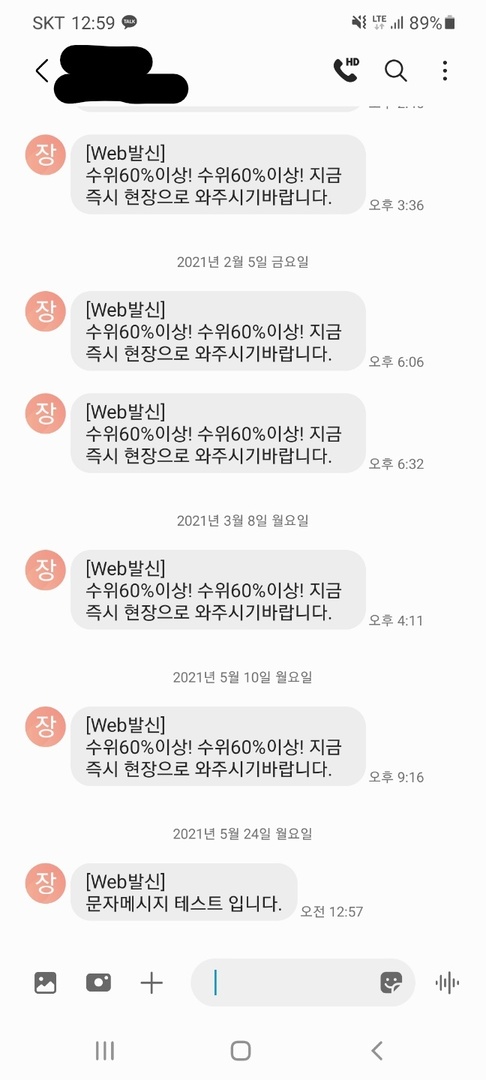 SKT 12:59 TALK LTE 89%
HD
[Web발신]
장 수위60%이상! 수위60%이상! 지금
즉시 현장으로 와주시기바랍니다.
오후 3:36
2021년 2월 5일 금요일
[Web발신]
장 수위60%이상! 수위60%이상! 지금
즉시 현장으로 와주시기바랍니다.
오후 6:06
[Web발신]
장 수위60%이상! 수위60%이상! 지금
즉시 현장으로 와주시기바랍니다.
오후 6:32
2021년 3월 8일 월요일
[Web발신]
장 수위60%이상! 수위60%이상! 지금
즉시 현장으로 와주시기바랍니다.
오후 4:11
2021년 5월 10일 월요일
[Web발신]
장 수위60%이상! 수위60%이상! 지금
즉시 현장으로 와주시기바랍니다.
오후 9:16
2021년 5월 24일 월요일
[Web발신]
장 문자메시지 테스트 입니다.
오전 12:57